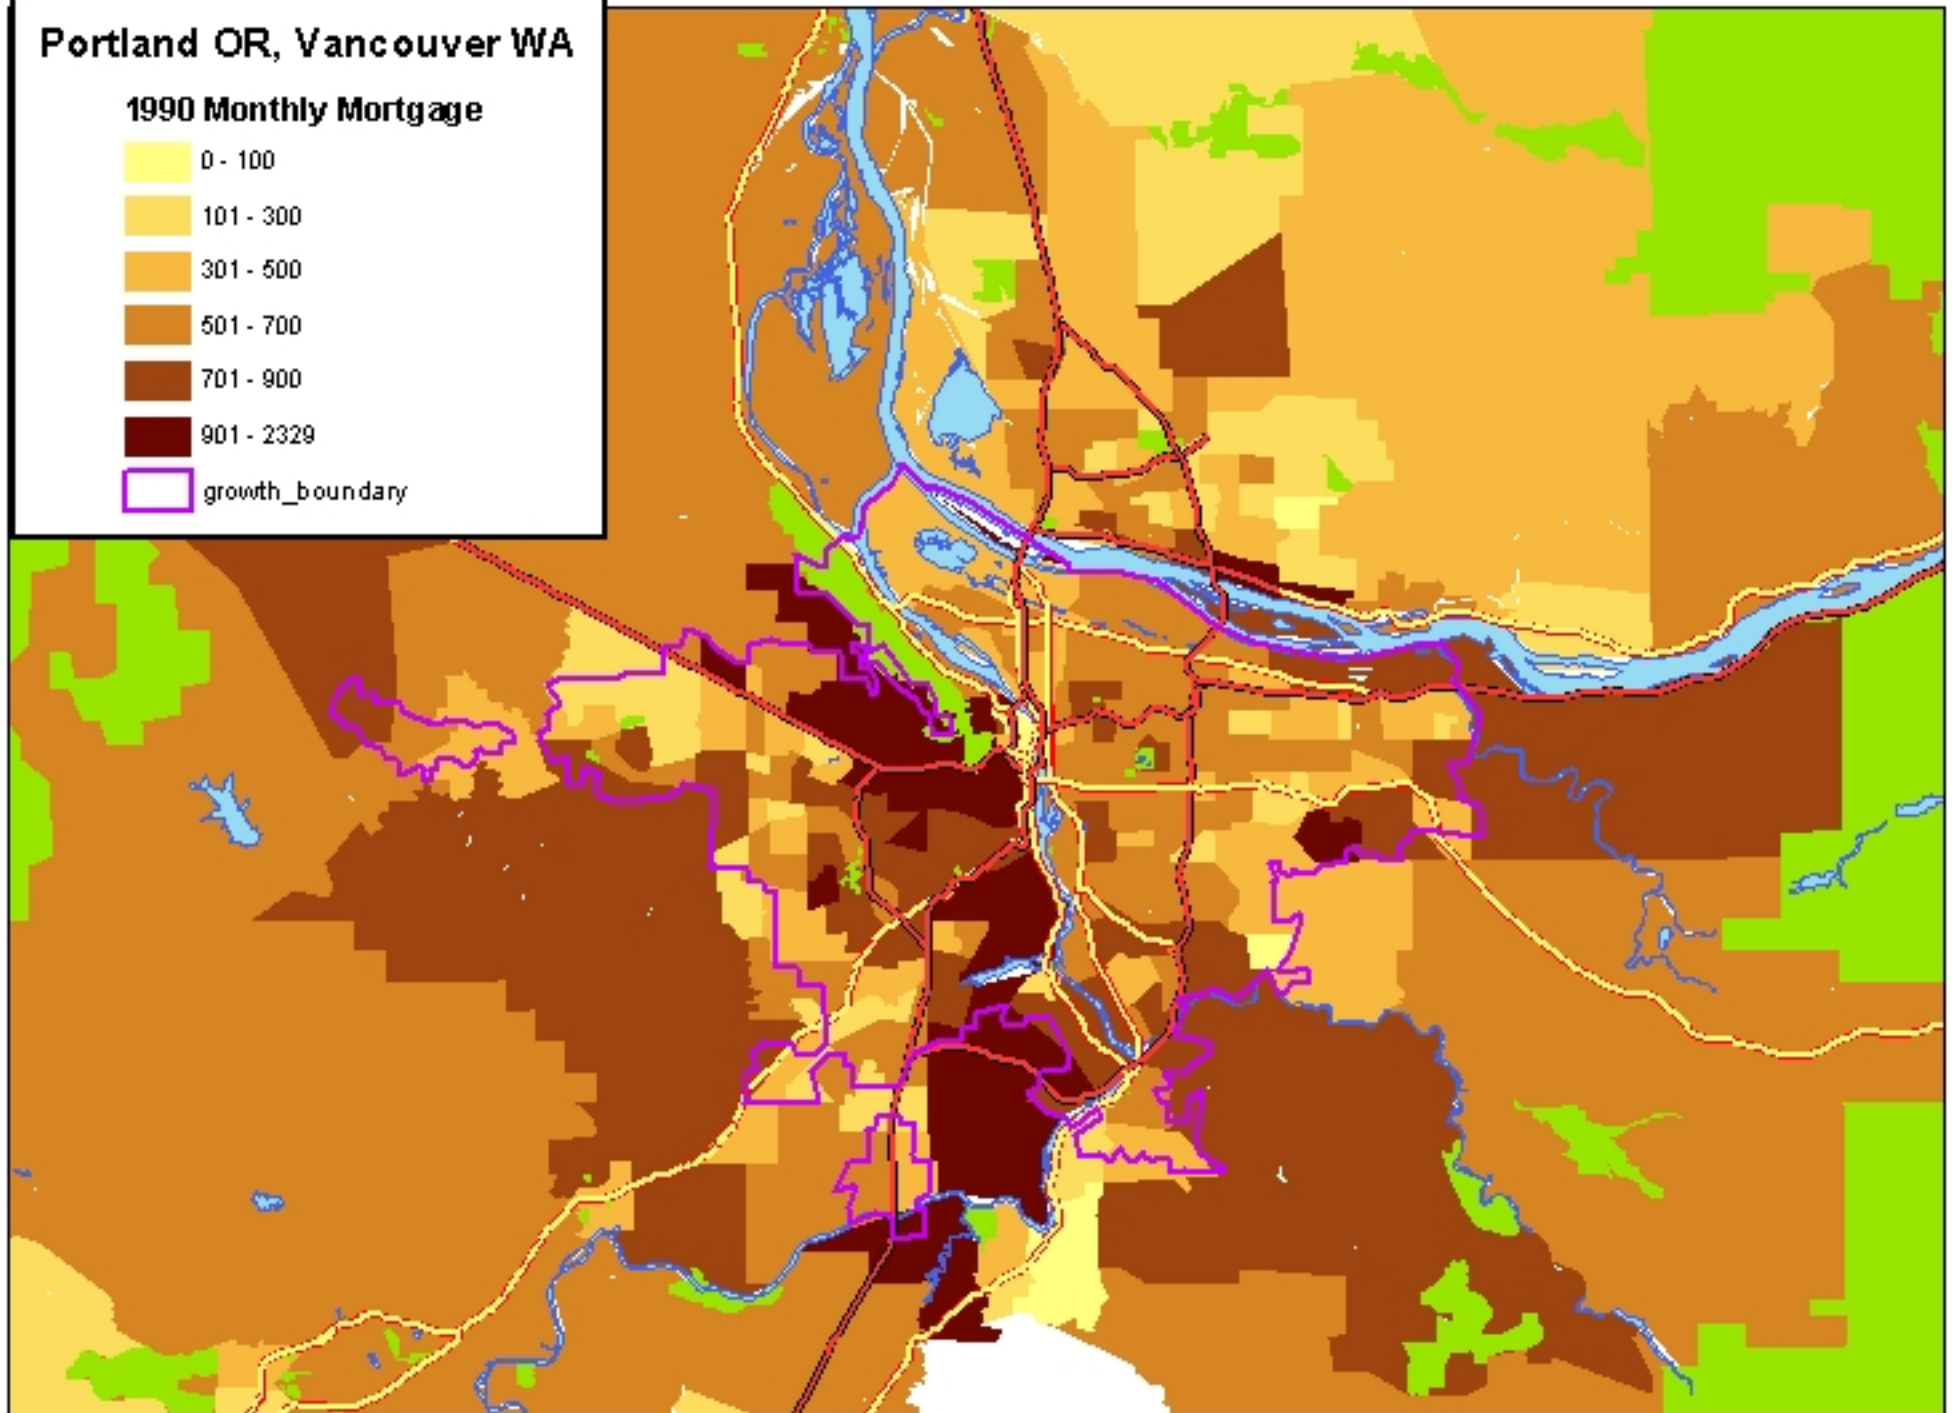 Portland OR, Vancouver WA
1990 Monthly Mortgage
0 - 100
101 - 300
301 - 500
501 - 700
701 - 900
901 - 2329
growth_boundary